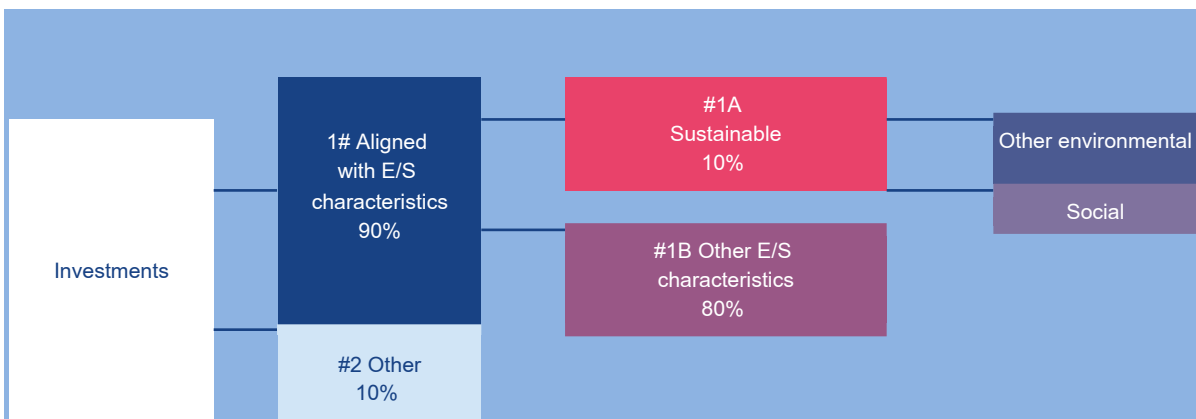 Investments
1# Aligned
with E/S
characteristics
90%
#2 Other
10%
#1A
Sustainable
10%
#1B Other E/S
characteristics
80%
Other environmental
Social